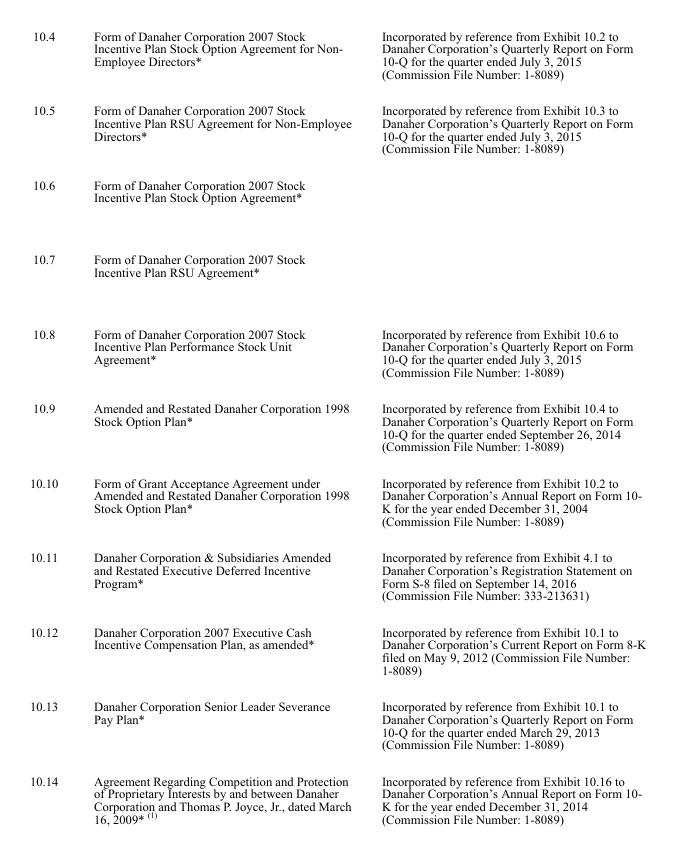 10.4
Form of Danaher Corporation 2007 Stock
Incentive Plan Stock Option Agreement for Non-
Employee Directors*
Incorporated by reference from Exhibit 10.2 to
Danaher Corporation’s Quarterly Report on Form
10-Q for the quarter ended July 3, 2015
(Commission File Number: 1-8089)
10.5
Form of Danaher Corporation 2007 Stock
Incentive Plan RSU Agreement for Non-Employee
Directors*
Incorporated by reference from Exhibit 10.3 to
Danaher Corporation’s Quarterly Report on Form
10-Q for the quarter ended July 3, 2015
(Commission File Number: 1-8089)
10.6
Form of Danaher Corporation 2007 Stock
Incentive Plan Stock Option Agreement*
10.7
Form of Danaher Corporation 2007 Stock
Incentive Plan RSU Agreement*
10.8
Form of Danaher Corporation 2007 Stock
Incentive Plan Performance Stock Unit
Agreement*
Incorporated by reference from Exhibit 10.6 to
Danaher Corporation’s Quarterly Report on Form
10-Q for the quarter ended July 3, 2015
(Commission File Number: 1-8089)
10.9
Amended and Restated Danaher Corporation 1998
Stock Option Plan*
Incorporated by reference from Exhibit 10.4 to
Danaher Corporation’s Quarterly Report on Form
10-Q for the quarter ended September 26, 2014
(Commission File Number: 1-8089)
10.10
Form of Grant Acceptance Agreement under
Amended and Restated Danaher Corporation 1998
Stock Option Plan*
Incorporated by reference from Exhibit 10.2 to
Danaher Corporation’s Annual Report on Form 10-
K for the year ended December 31, 2004
(Commission File Number: 1-8089)
10.11
Danaher Corporation & Subsidiaries Amended
and Restated Executive Deferred Incentive
Program*
Incorporated by reference from Exhibit 4.1 to
Danaher Corporation’s Registration Statement on
Form S-8 filed on September 14, 2016
(Commission File Number: 333-213631)
10.12
Danaher Corporation 2007 Executive Cash
Incentive Compensation Plan, as amended*
Incorporated by reference from Exhibit 10.1 to
Danaher Corporation’s Current Report on Form 8-K
filed on May 9, 2012 (Commission File Number:
1-8089)
10.13
Danaher Corporation Senior Leader Severance
Pay Plan*
Incorporated by reference from Exhibit 10.1 to
Danaher Corporation’s Quarterly Report on Form
10-Q for the quarter ended March 29, 2013
(Commission File Number: 1-8089)
10.14
Agreement Regarding Competition and Protection
of Proprietary Interests by and between Danaher
Corporation and Thomas P. Joyce, Jr., dated March
16, 2009* (1)
Incorporated by reference from Exhibit 10.16 to
Danaher Corporation’s Annual Report on Form 10-
K for the year ended December 31, 2014
(Commission File Number: 1-8089)